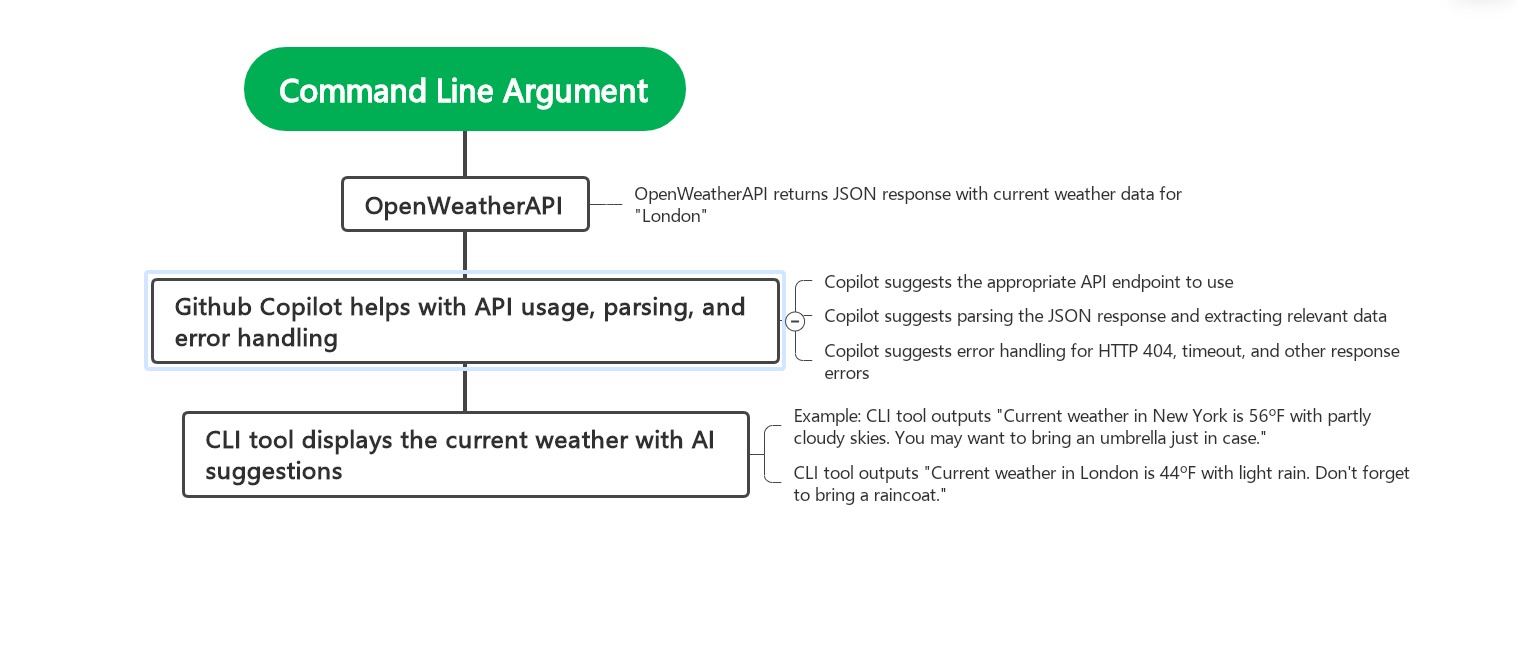 Command Line Argument
OpenWeatherAPI
OpenWeatherAPI returns JSON response with current weather data for
"London"
Github Copilot helps with API usage, parsing, and
error handling
Copilot suggests the appropriate API endpoint to use
Copilot suggests parsing the JSON response and extracting relevant data
Copilot suggests error handling for HTTP 404, timeout, and other response
errors
CLI tool displays the current weather with AI
suggestions
Example: CLI tool outputs "Current weather in New York is 56ºF with partly
cloudy skies. You may want to bring an umbrella just in case."
CLI tool outputs "Current weather in London is 44ºF with light rain. Don't forget
to bring a raincoat."